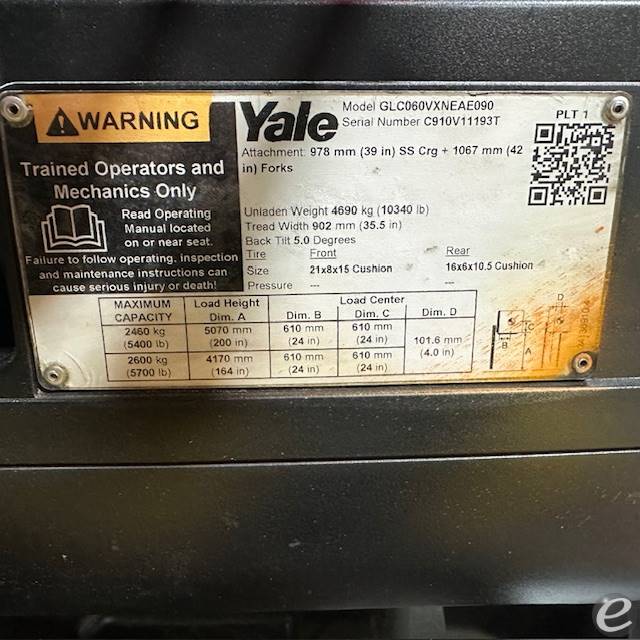 WARNING
Trained Operators and
Mechanics Only
Read Operating
Manual located
on or near seat.
Failure to follow operating, inspection
and maintenance instructions can
cause serious injury or death!
Yale
Model GLC060VXNEAE090
Serial Number C910V11193T
PLT 1
Attachment: 978 mm (39 in) SS Crg + 1067 mm (42
in) Forks
Unladen Weight 4690 kg (10340 lb)
Tread Width 902 mm (35.5 in)
Back Tilt 5.0 Degrees
Tire Front Rear
Size 21x8x15 Cushion 16x6x10.5 Cushion
Pressure --- ---
MAXIMUM CAPACITY Load Height Dim. A Load Center Dim. B Dim. C Dim. D
2460 kg (5400 lb) 5070 mm (200 in) 610 mm (24 in) 610 mm (24 in) 101.6 mm (4.0 in)
2600 kg (5700 lb) 4170 mm (164 in) 610 mm (24 in) 610 mm (24 in)
D
C
B
A
e